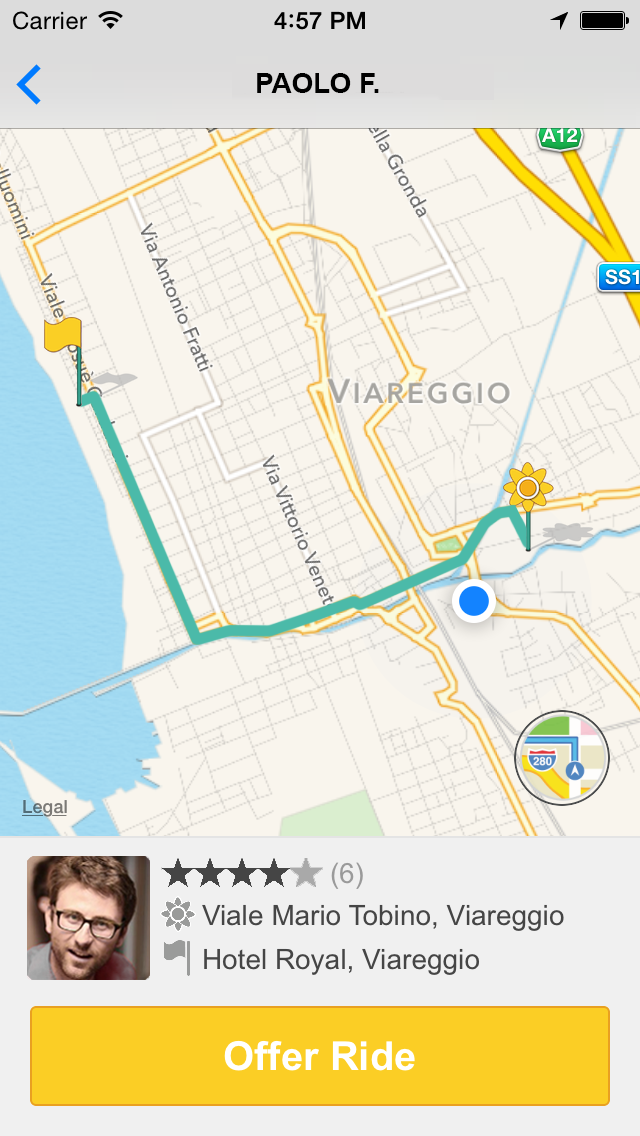 Carrier 4:57 PM
PAOLO F.
A12
ella Gronda
SS1
lluomini
Via Antonio Fratti
Viale
VIAREGGIO
Via Vittorio Venet
280
Legal
(6)
Viale Mario Tobino, Viareggio
Hotel Royal, Viareggio
Offer Ride